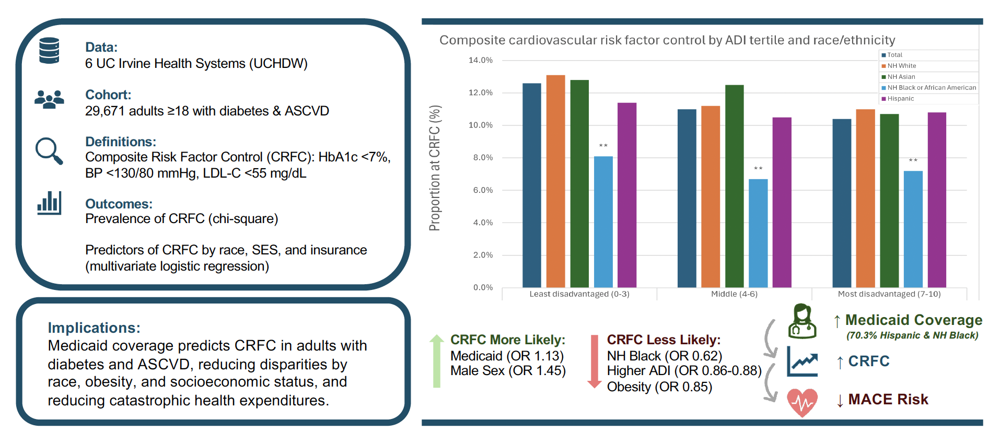 Data:
6 UC Irvine Health Systems (UCHDW)
Cohort:
29,671 adults ≥18 with diabetes & ASCVD
Definitions:
Composite Risk Factor Control (CRFC): HbA1c <7%,
BP <130/80 mmHg, LDL-C <55 mg/dL
Outcomes:
Prevalence of CRFC (chi-square)
Predictors of CRFC by race, SES, and insurance
(multivariate logistic regression)
Implications:
Medicaid coverage predicts CRFC in adults with
diabetes and ASCVD, reducing disparities by
race, obesity, and socioeconomic status, and
reducing catastrophic health expenditures.
Composite cardiovascular risk factor control by ADI tertile and race/ethnicity
Total
NH White
NH Asian
NH Black or African American
Hispanic
Proportion at CRFC (%)
14.0%
12.0%
10.0%
8.0%
6.0%
4.0%
2.0%
0.0%
**
**
**
Least disadvantaged (0-3)
Middle (4-6)
Most disadvantaged (7-10)
CRFC More Likely:
Medicaid (OR 1.13)
Male Sex (OR 1.45)
CRFC Less Likely:
NH Black (OR 0.62)
Higher ADI (OR 0.86-0.88)
Obesity (OR 0.85)
↑ Medicaid Coverage
(70.3% Hispanic & NH Black)
↑ CRFC
↓ MACE Risk